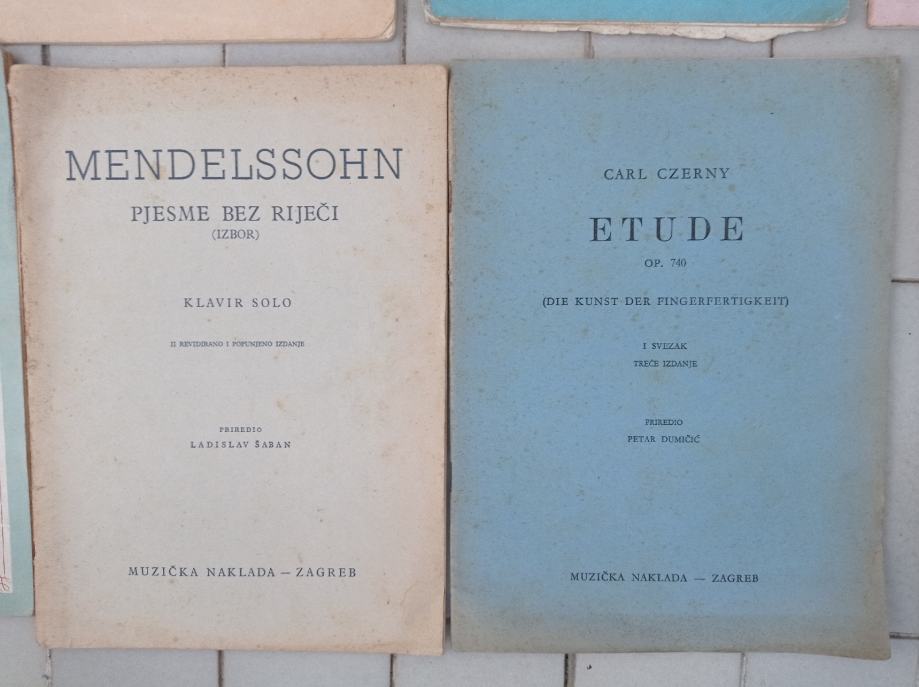 MENDELSSOHN
PJESME BEZ RIJEČI
(IZBOR)
KLAVIR SOLO
II REVIDIRANO I POPUNJENO IZDANJE
PRIREDIO
LADISLAV ŠABAN
MUZIČKA NAKLADA — ZAGREB
CARL CZERNY
ETUDE
OP. 740
(DIE KUNST DER FINGERFERTIGKEIT)
I SVEZAK
TREĆE IZDANJE
PRIREDIO
PETAR DUMIČIĆ
MUZIČKA NAKLADA — ZAGREB